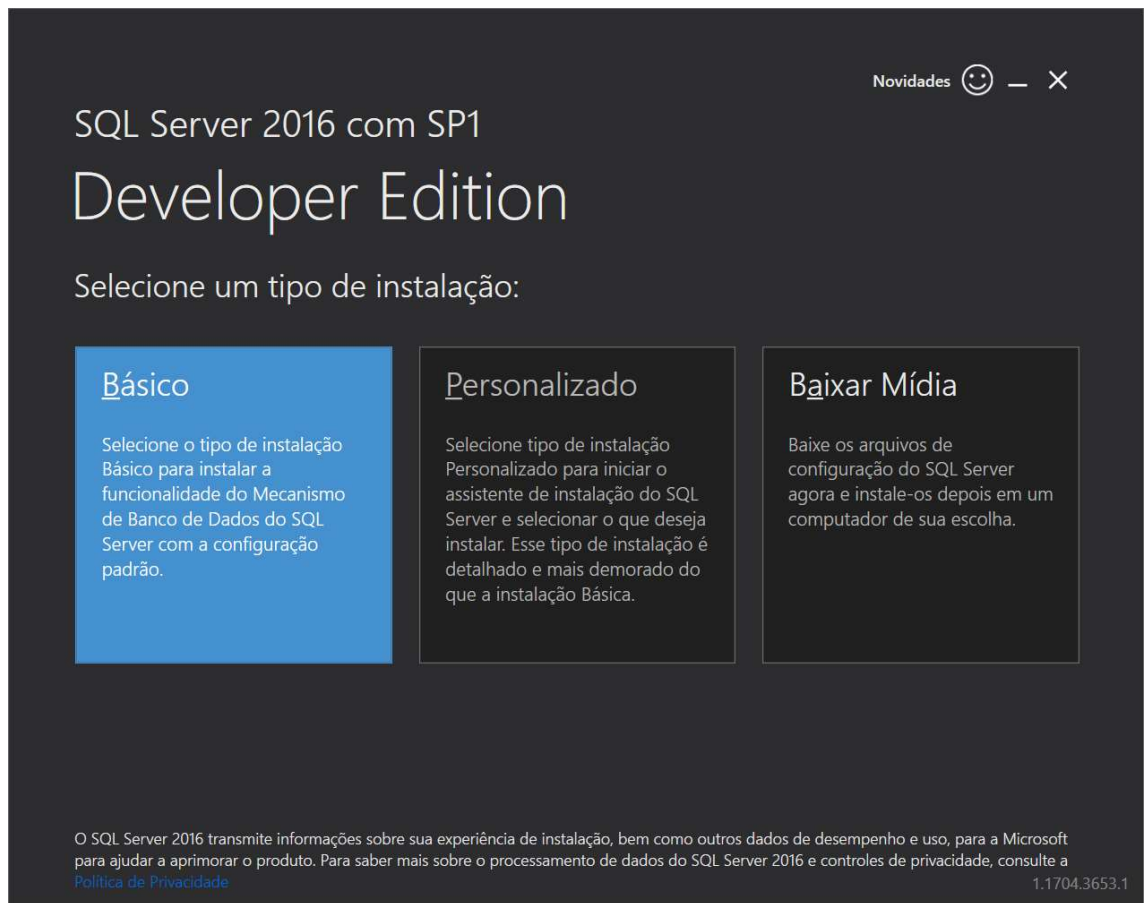 Novidades
SQL Server 2016 com SP1
Developer Edition
Selecione um tipo de instalação:
Básico
Selecione o tipo de instalação
Básico para instalar a
funcionalidade do Mecanismo
de Banco de Dados do SQL
Server com a configuração
padrão.
Personalizado
Selecione tipo de instalação
Personalizado para iniciar o
assistente de instalação do SQL
Server e selecionar o que deseja
instalar. Esse tipo de instalação é
detalhado e mais demorado do
que a instalação Básica.
Baixar Mídia
Baixe os arquivos de
configuração do SQL Server
agora e instale-os depois em um
computador de sua escolha.
O SQL Server 2016 transmite informações sobre sua experiência de instalação, bem como outros dados de desempenho e uso, para a Microsoft
para ajudar a aprimorar o produto. Para saber mais sobre o processamento de dados do SQL Server 2016 e controles de privacidade, consulte a
Política de Privacidade
1.1704.3653.1